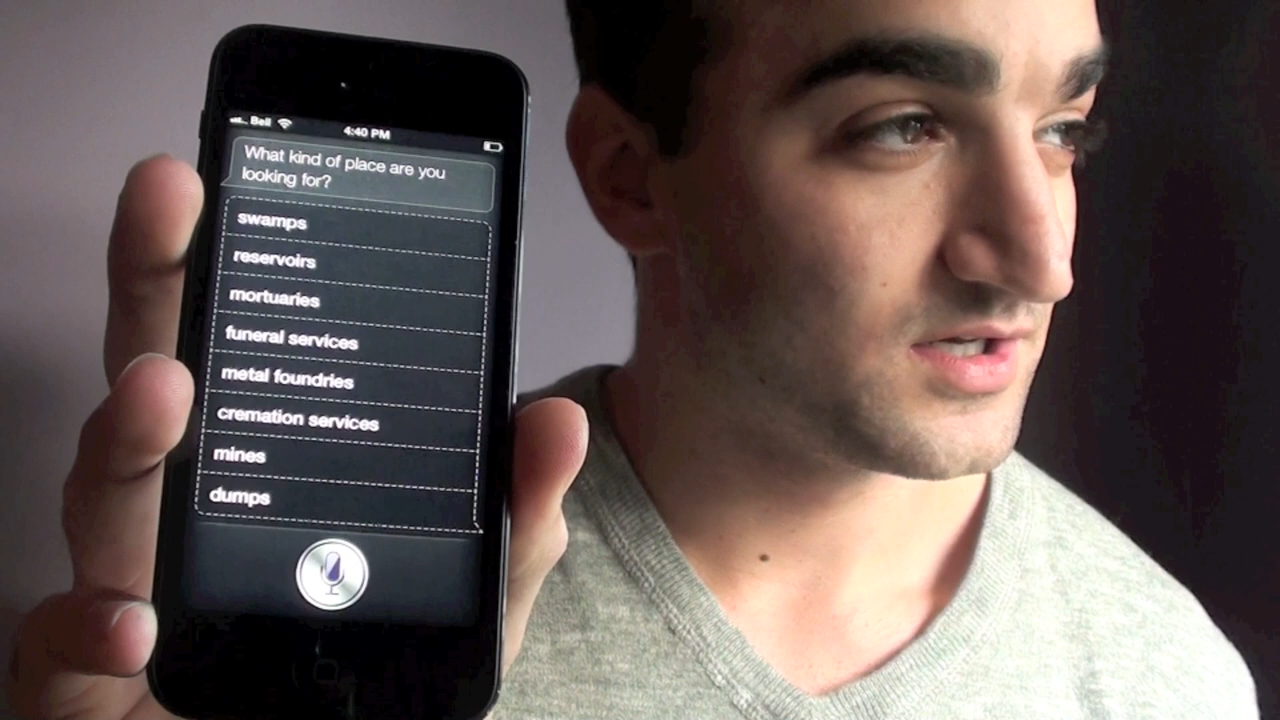 Bell
4:40 PM
What kind of place are you
looking for?
swamps
reservoirs
mortuaries
funeral services
metal foundries
cremation services
mines
dumps